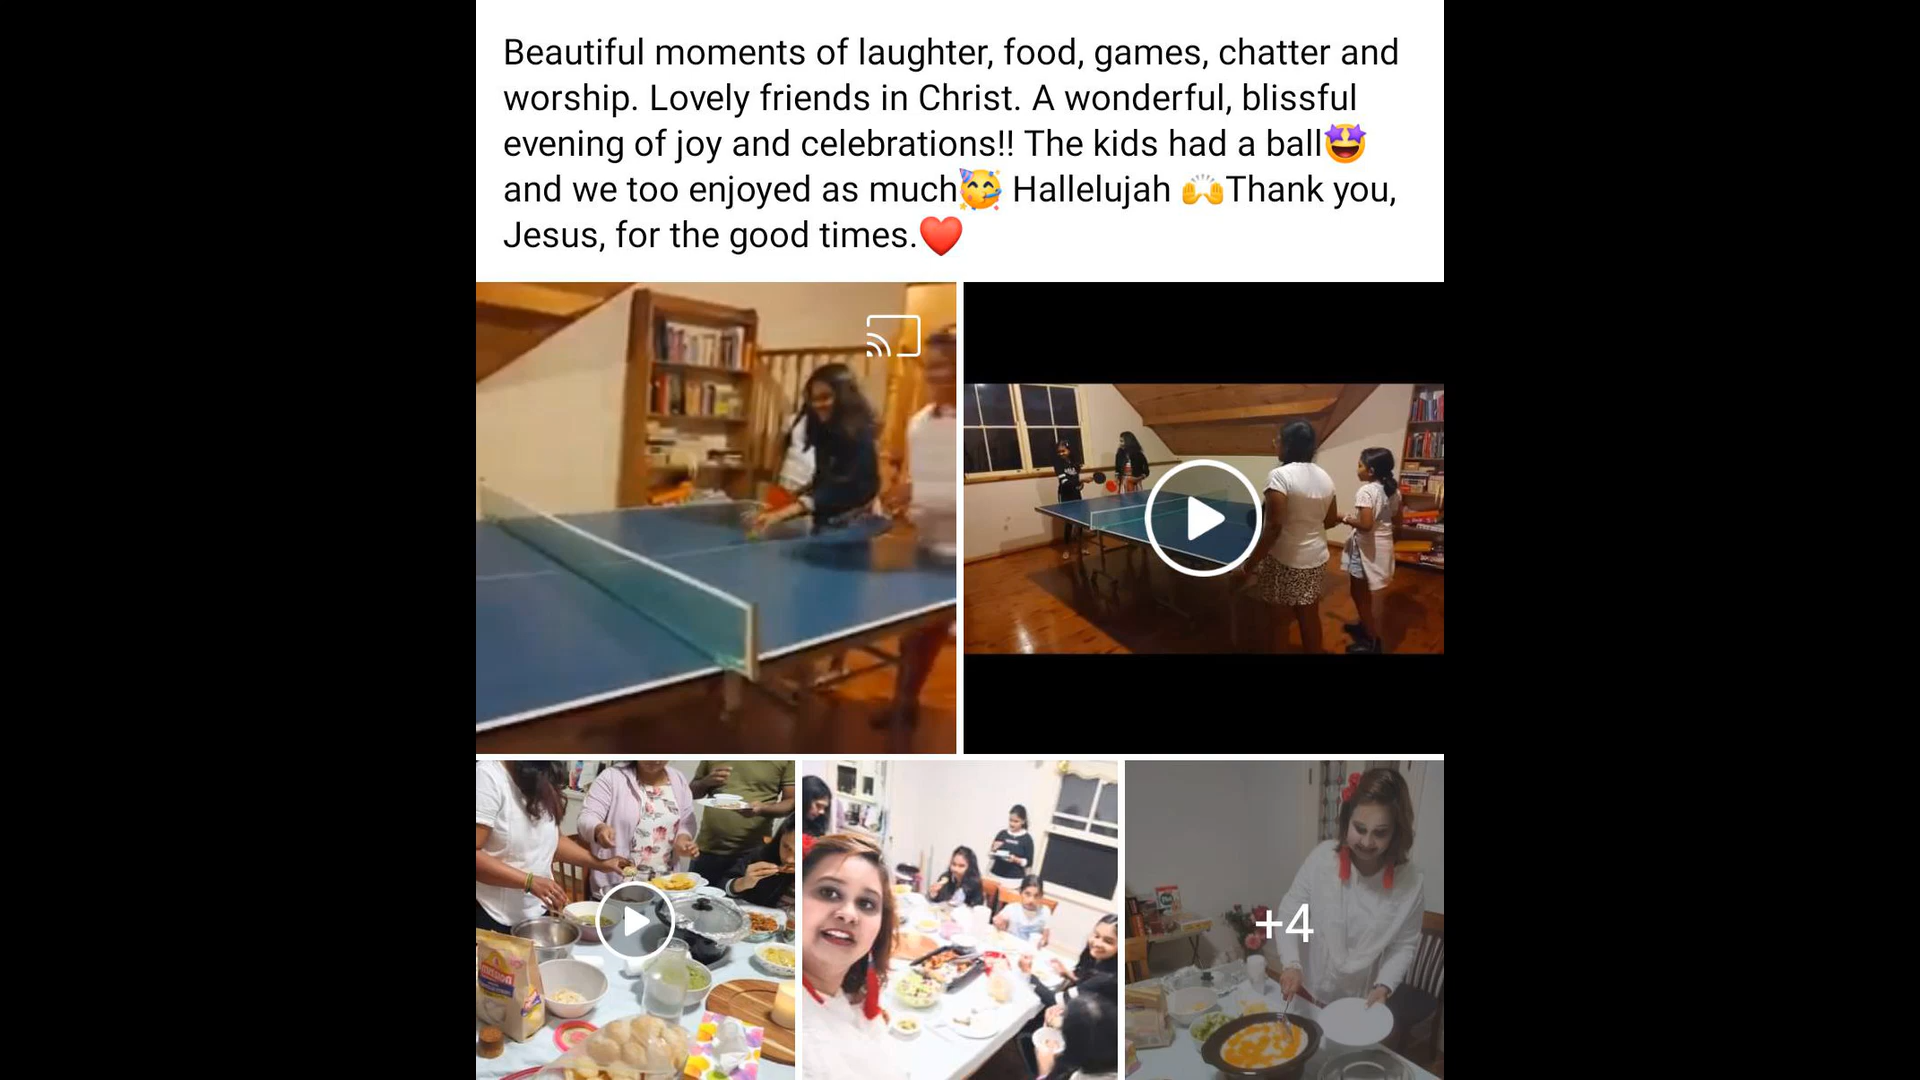 Beautiful moments of laughter, food, games, chatter and
worship. Lovely friends in Christ. A wonderful, blissful
evening of joy and celebrations!! The kids had a ball🤩
and we too enjoyed as much🥳 Hallelujah 🙌Thank you,
Jesus, for the good times.❤️
+4